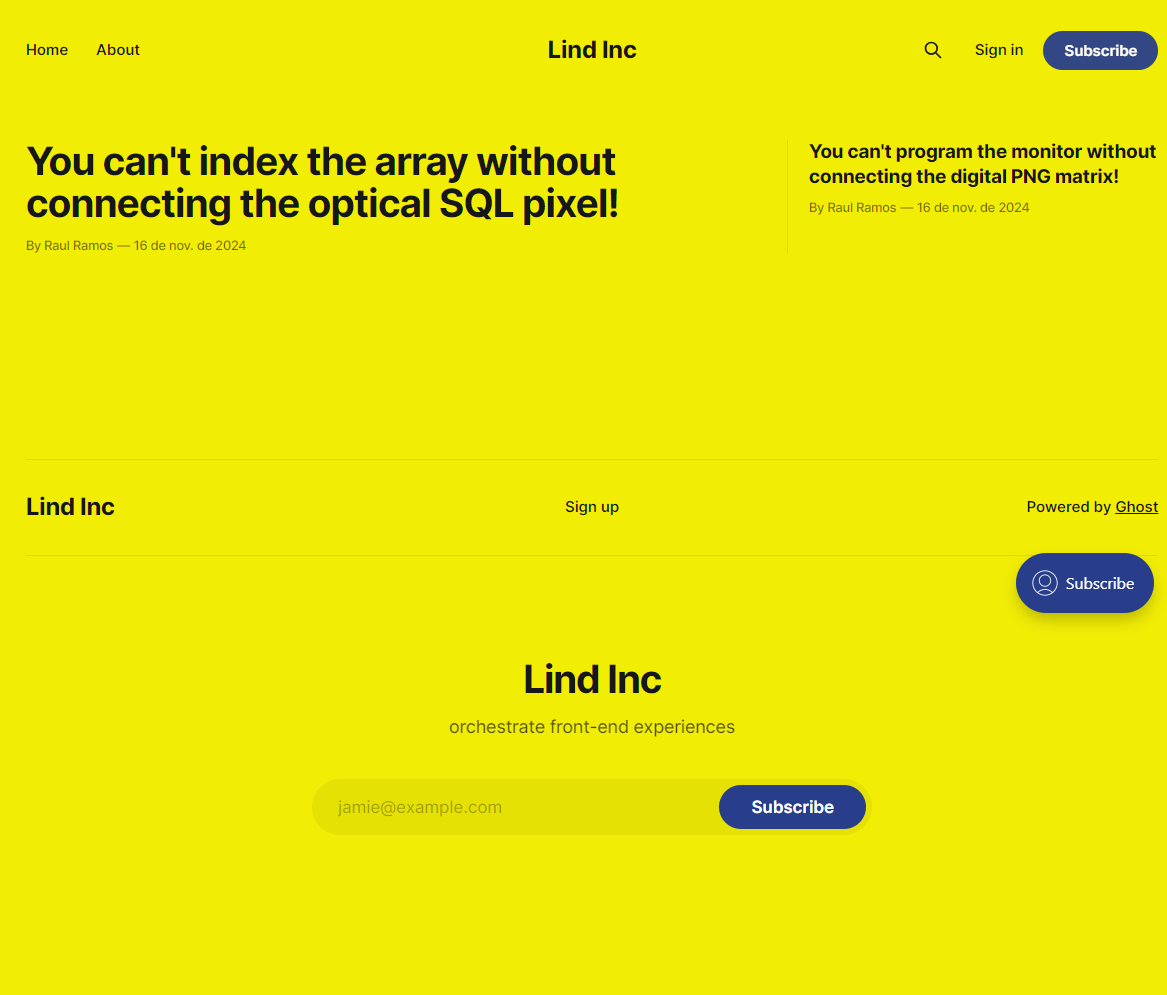 Home About Lind Inc Sign in Subscribe
You can't index the array without
connecting the optical SQL pixel!
By Raul Ramos — 16 de nov. de 2024
You can't program the monitor without
connecting the digital PNG matrix!
By Raul Ramos — 16 de nov. de 2024
Lind Inc Sign up Powered by Ghost
Subscribe
Lind Inc
orchestrate front-end experiences
jamie@example.com Subscribe